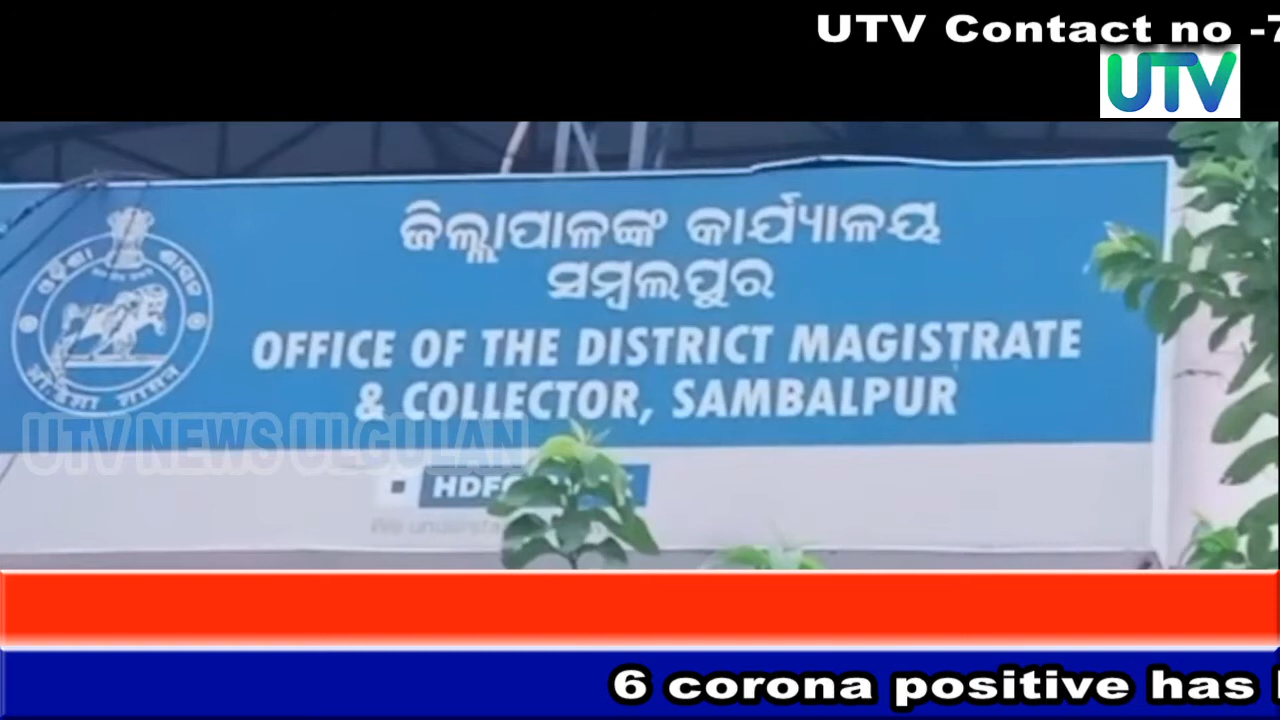 UTV Contact no -7
UTV
ଜିଲ୍ଲାପାଳଙ୍କ କାର୍ଯ୍ୟାଳୟ
ସମ୍ବଲପୁର
OFFICE OF THE DISTRICT MAGISTRATE
& COLLECTOR, SAMBALPUR
UTV NEWS ULGULAN
6 corona positive has